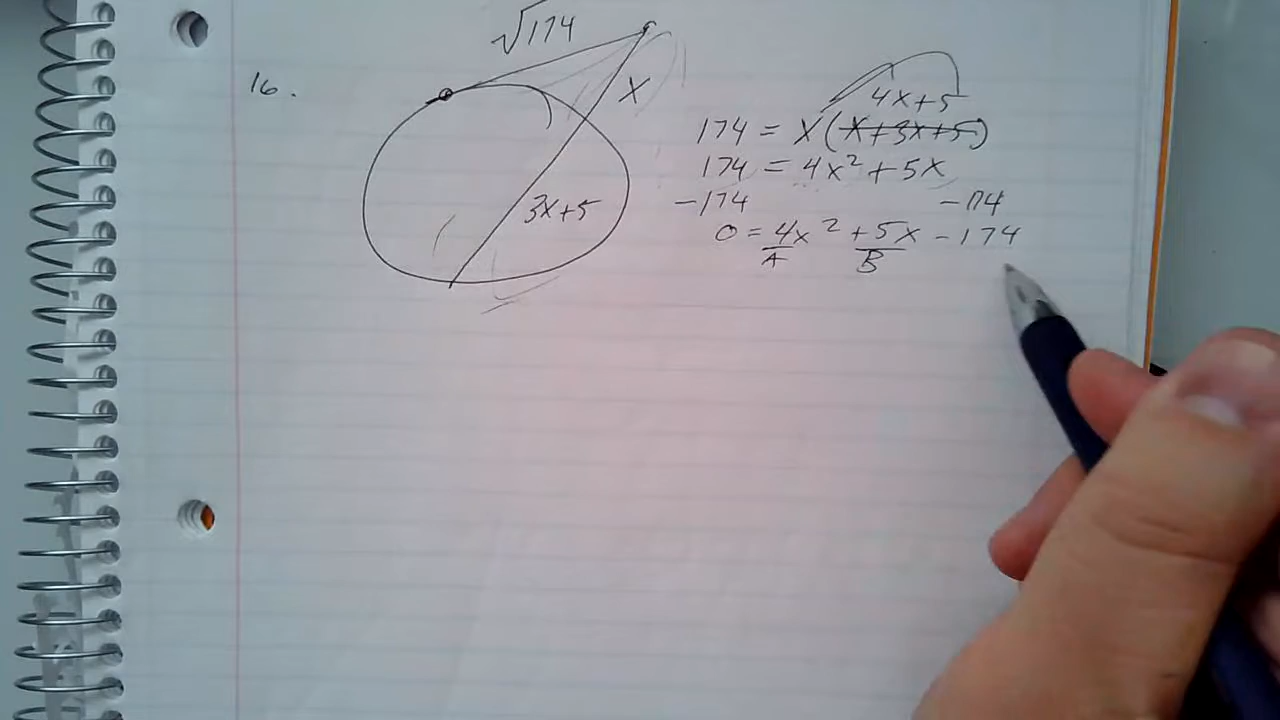 16.
√174
X
3X+5
4X+5
174 = X(X+3X+5)
174 = 4X² + 5X
-174 -174
0 = 4X² + 5X - 174
A B